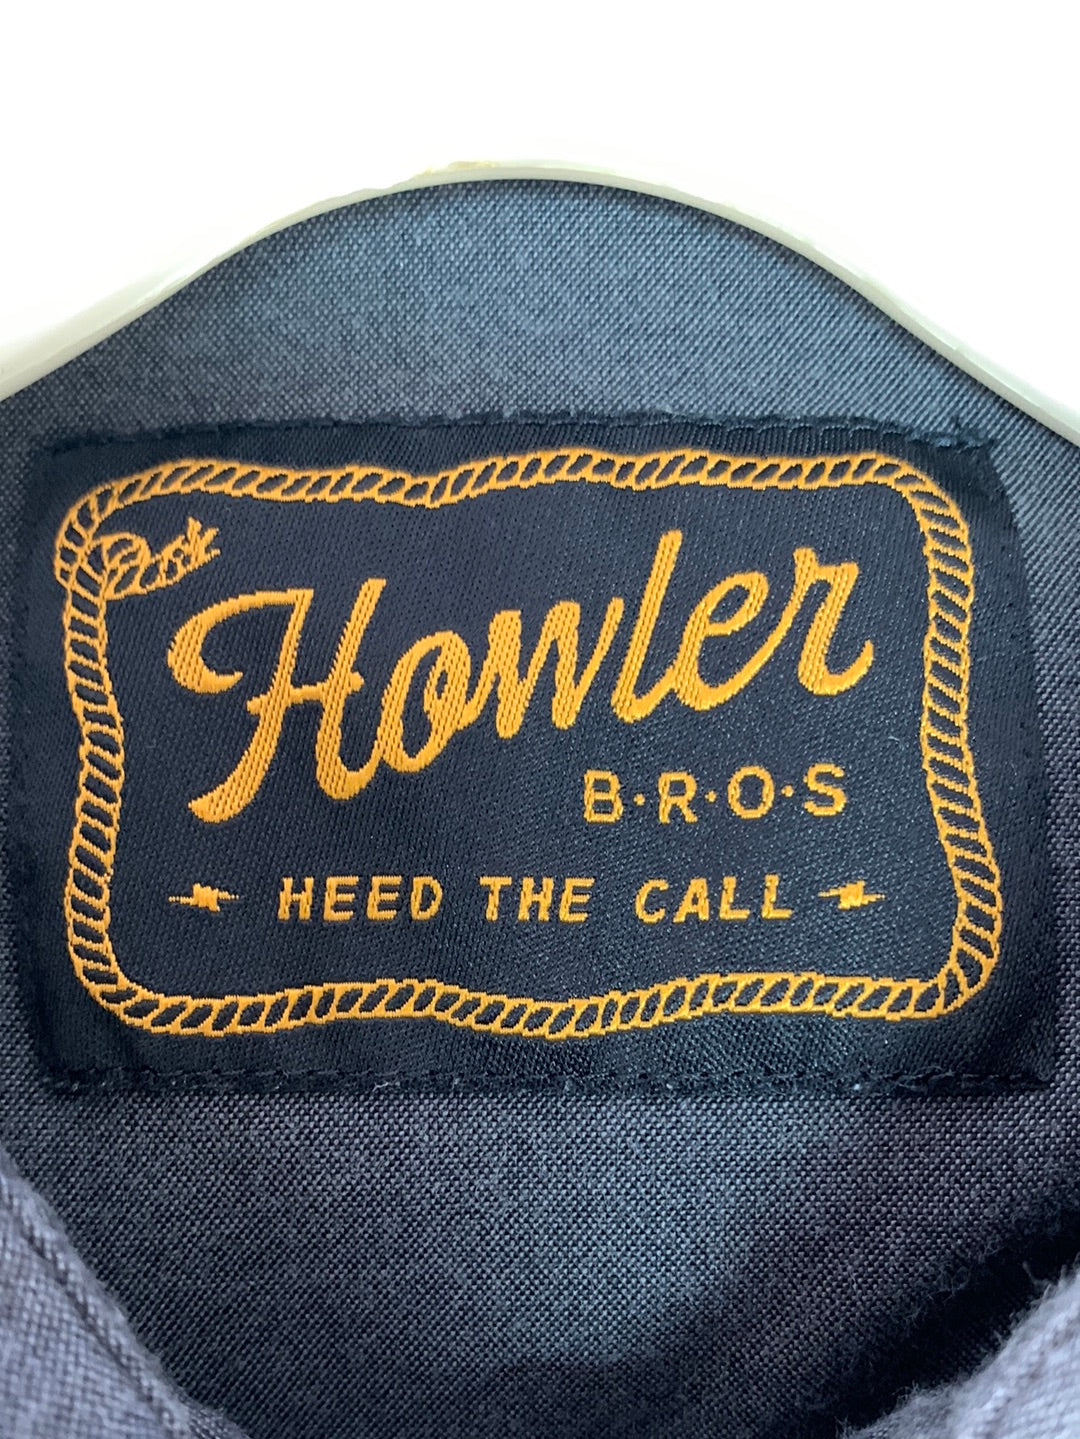 Howler
B·R·O·S
HEED THE CALL